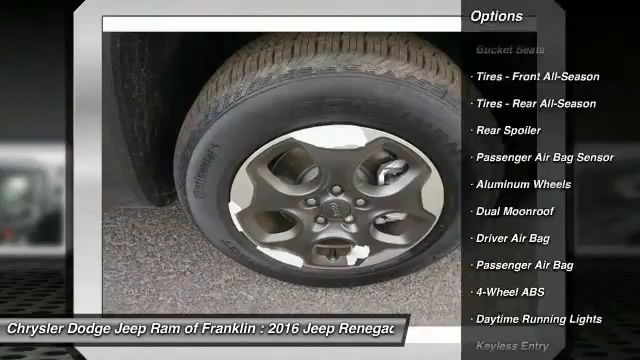 Options
Bucket Seats
· Tires - Front All-Season
· Tires - Rear All-Season
· Rear Spoiler
· Passenger Air Bag Sensor
· Aluminum Wheels
· Dual Moonroof
· Driver Air Bag
· Passenger Air Bag
· 4-Wheel ABS
· Daytime Running Lights
Keyless Entry
Continental
Jeep
Chrysler Dodge Jeep Ram of Franklin : 2016 Jeep Renegac